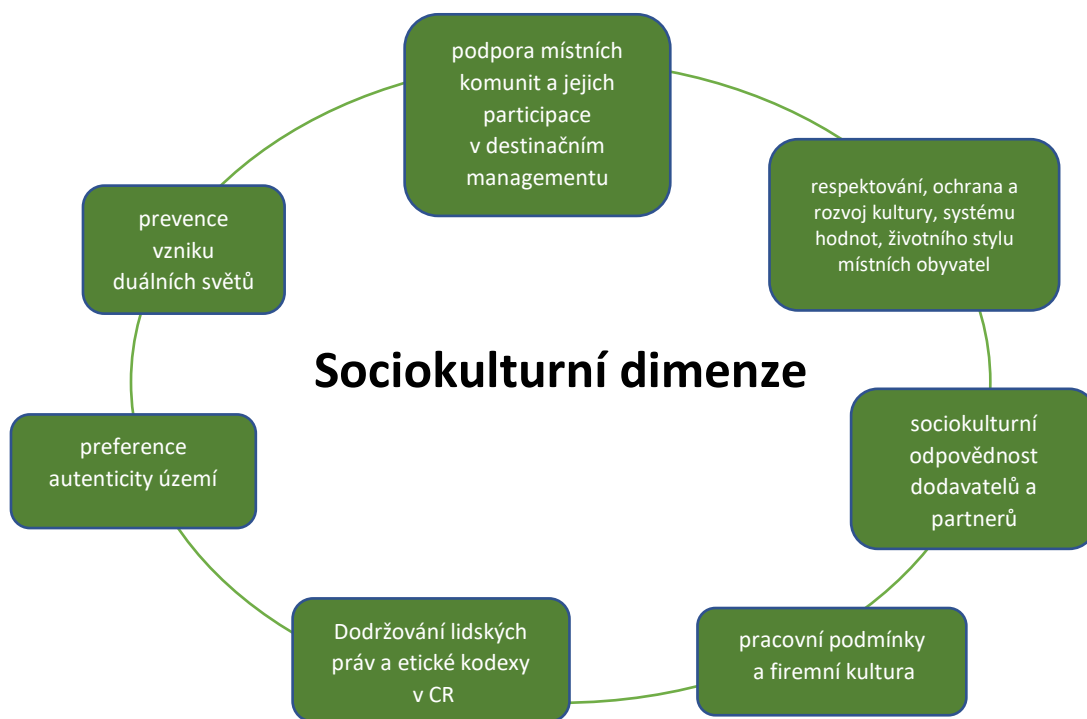 podpora místních
komunit a jejich
participace
v destinačním
managementu
respektování, ochrana a
rozvoj kultury, systému
hodnot, životního stylu
místních obyvatel
sociokulturní
odpovědnost
dodavatelů a
partnerů
pracovní podmínky
a firemní kultura
Dodržování lidských
práv a etické kodexy
v CR
preference
autenticity území
prevence
vzniku
duálních světů
Sociokulturní dimenze